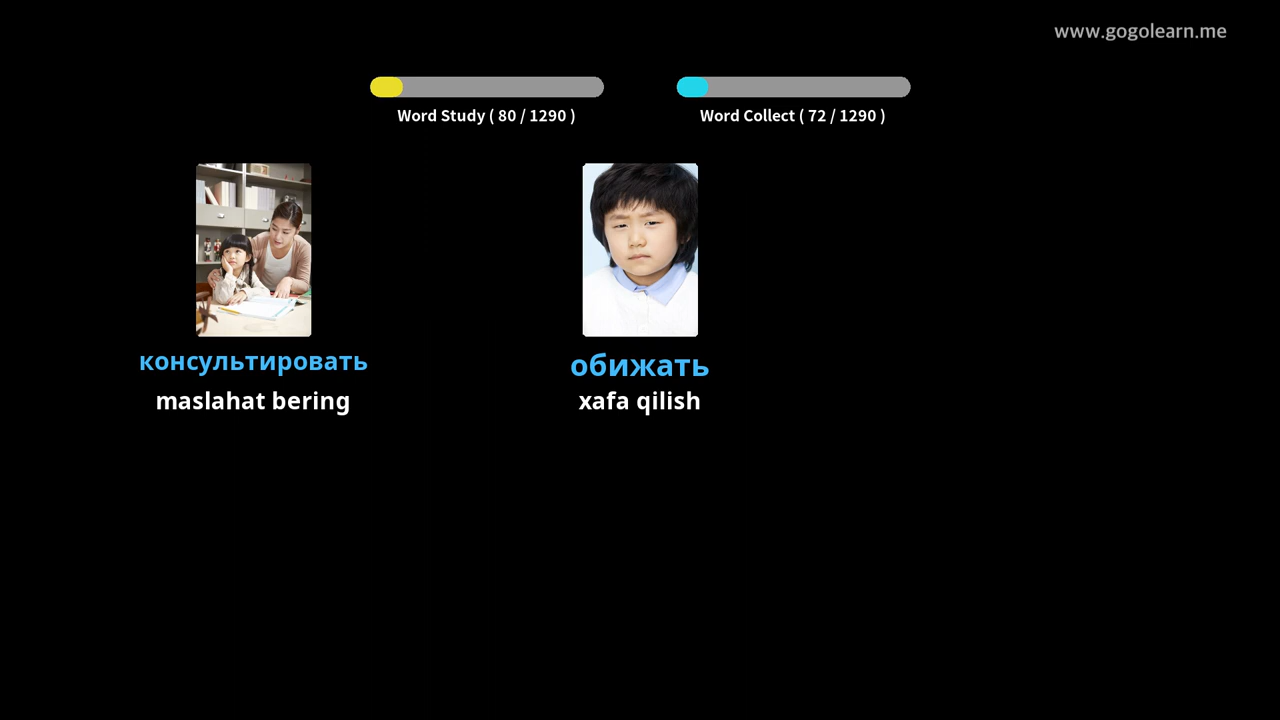 www.gogolearn.me
Word Study ( 80 / 1290 )
Word Collect ( 72 / 1290 )
консультировать
maslahat bering
обижать
xafa qilish